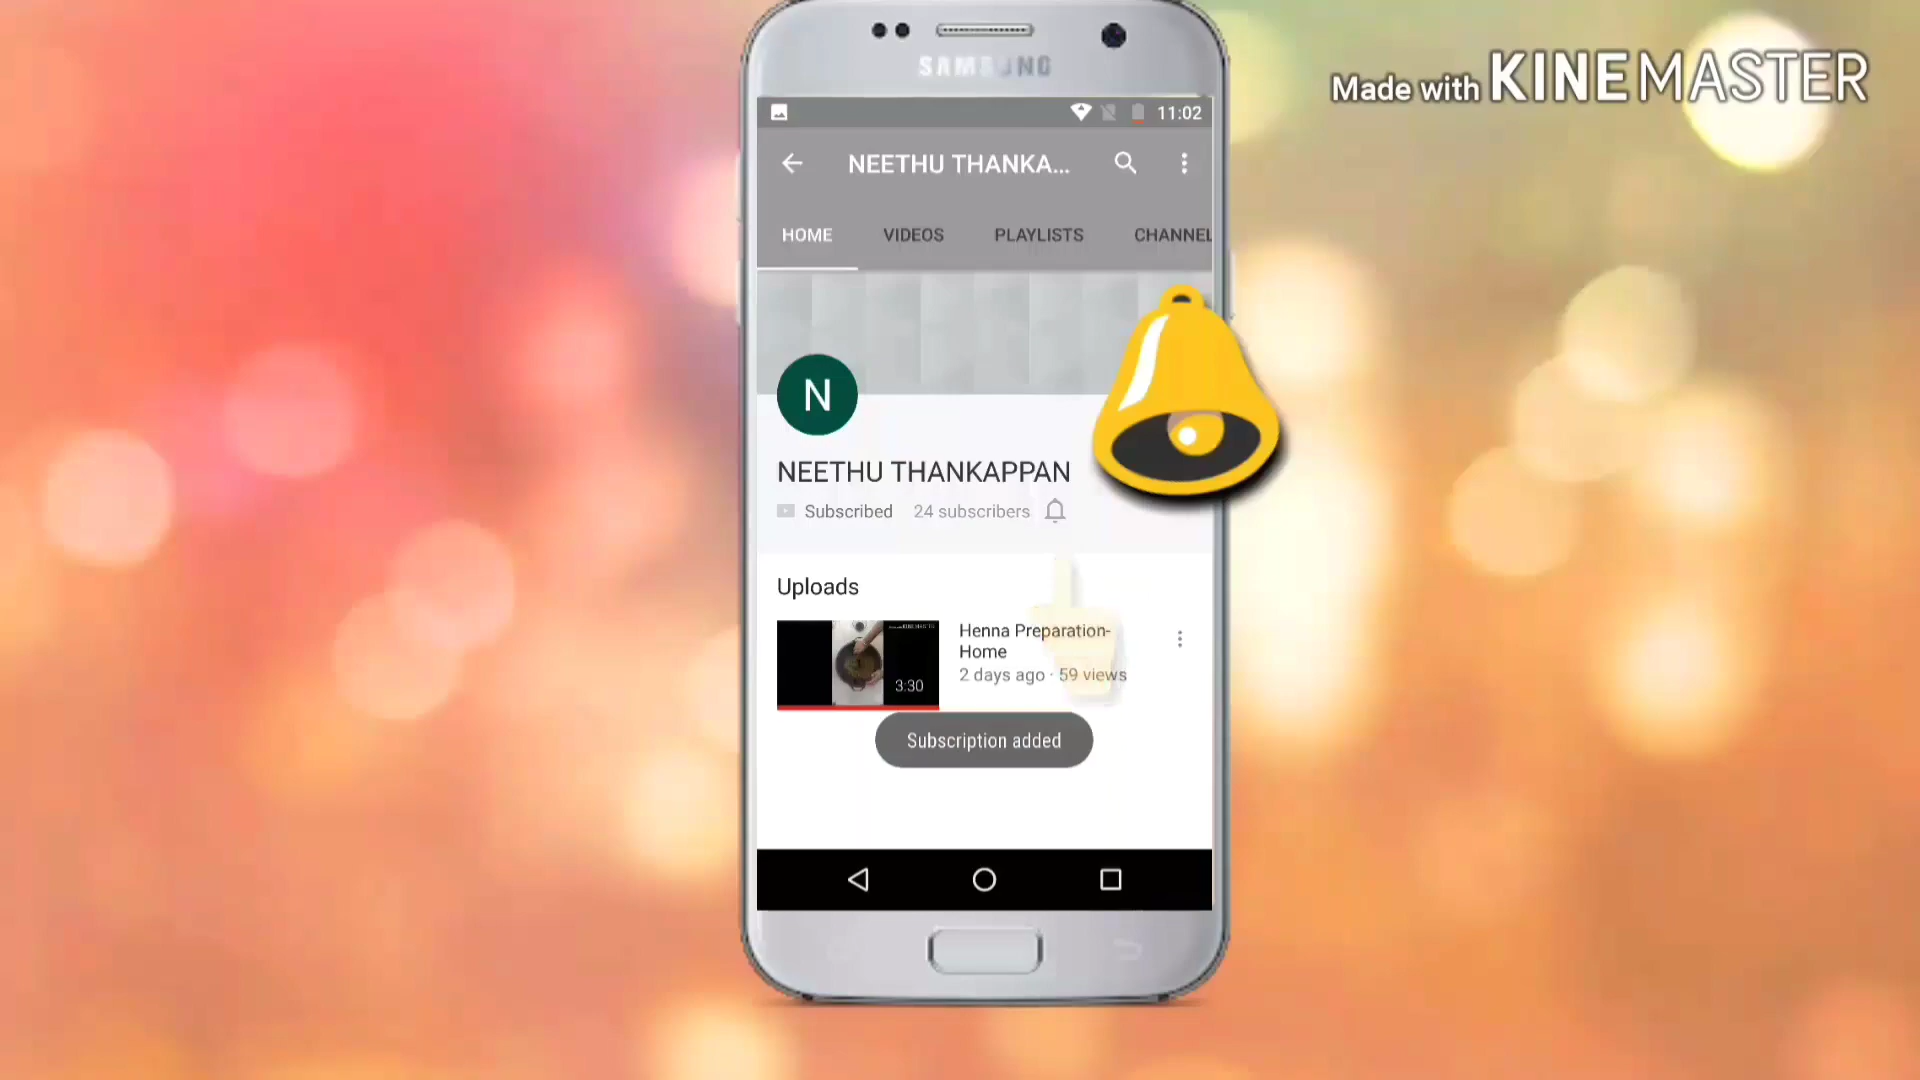 Made with KINEMASTER
SAMSUNG
11:02
NEETHU THANKA...
HOME VIDEOS PLAYLISTS CHANNEL
N
NEETHU THANKAPPAN
Subscribed 24 subscribers
Uploads
Henna Preparation-
Home
2 days ago · 59 views
3:30
Subscription added